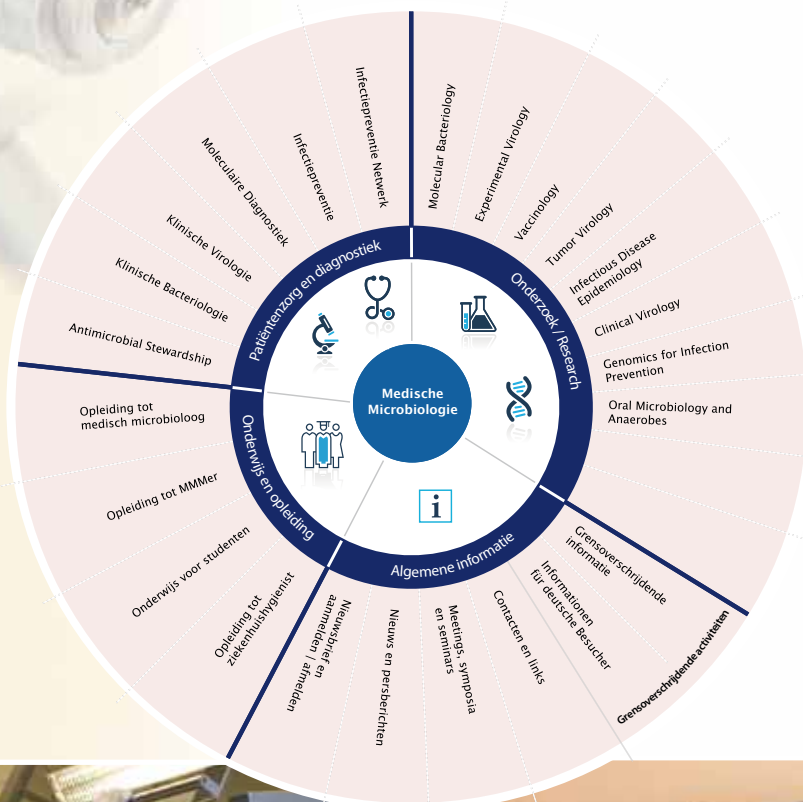 Medische
Microbiologie
Patiëntenzorg en diagnostiek
Antimicrobial Stewardship
Klinische Bacteriologie
Klinische Virologie
Moleculaire Diagnostiek
Infectiepreventie
Infectiepreventie Netwerk
Onderzoek / Research
Molecular Bacteriology
Experimental Virology
Vaccinology
Tumor Virology
Infectious Disease
Epidemiology
Clinical Virology
Genomics for Infection
Prevention
Oral Microbiology and
Anaerobes
Algemene informatie
Grensoverschrijdende
informatie
Informationen
für deutsche Besucher
Grensoverschrijdende activiteiten
Contacten en links
Meetings, symposia
en seminars
Nieuws en persberichten
Nieuwsbrief en
aanmelden | afmelden
Onderwijs en opleiding
Opleiding tot
ziekenhuishygienist
Onderwijs voor studenten
Opleiding tot MMMer
Opleiding tot
medisch microbioloog
i